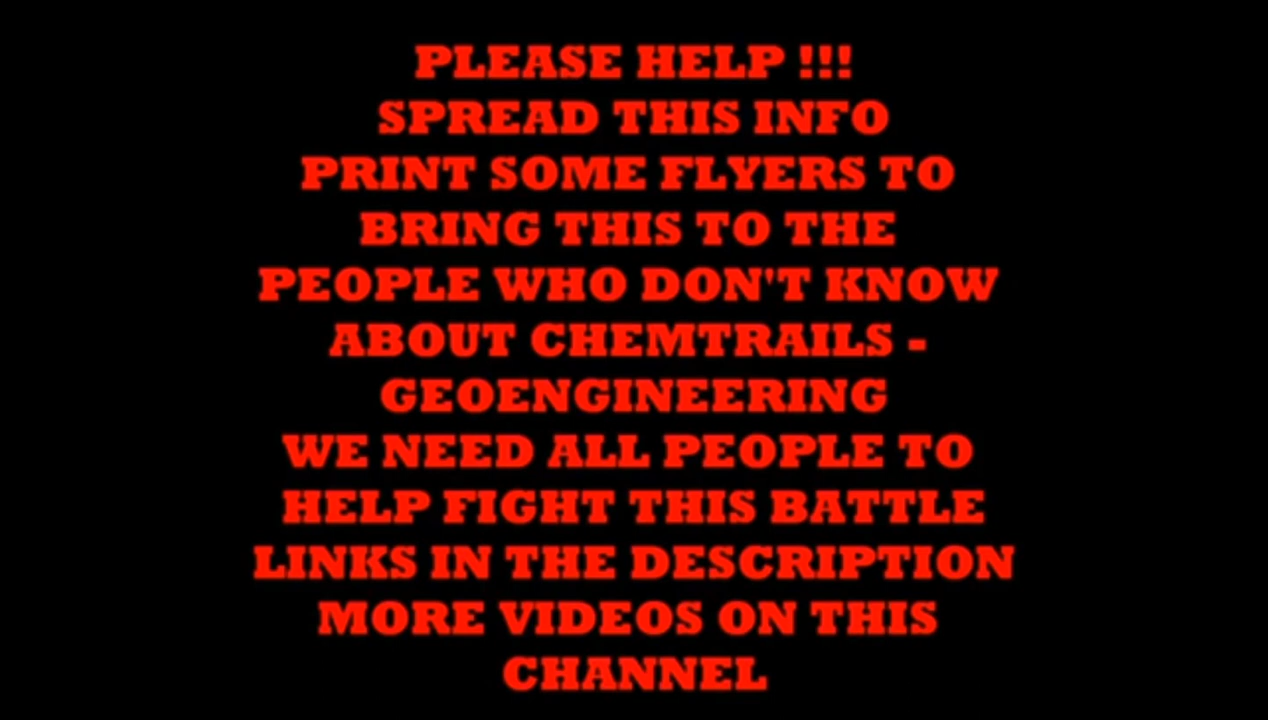 PLEASE HELP !!!
SPREAD THIS INFO
PRINT SOME FLYERS TO
BRING THIS TO THE
PEOPLE WHO DON'T KNOW
ABOUT CHEMTRAILS -
GEOENGINEERING
WE NEED ALL PEOPLE TO
HELP FIGHT THIS BATTLE
LINKS IN THE DESCRIPTION
MORE VIDEOS ON THIS
CHANNEL